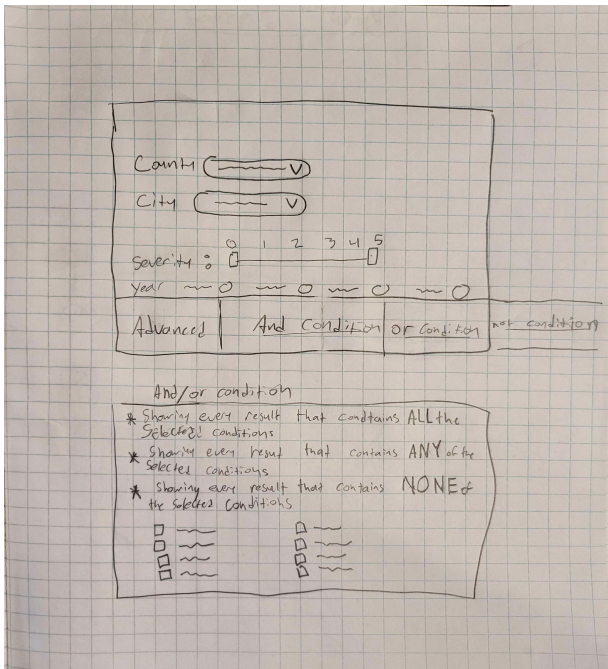 County
City
0 1 2 3 4 5
Severity :
Year
Advanced And Condition or condition not condition
And/or condition
* Showing every result that condtains ALL the
Selected conditions
* Showing every resut that contains ANY of the
Selected conditions
* Showing every result that contains NONE of
the Selected Conditions